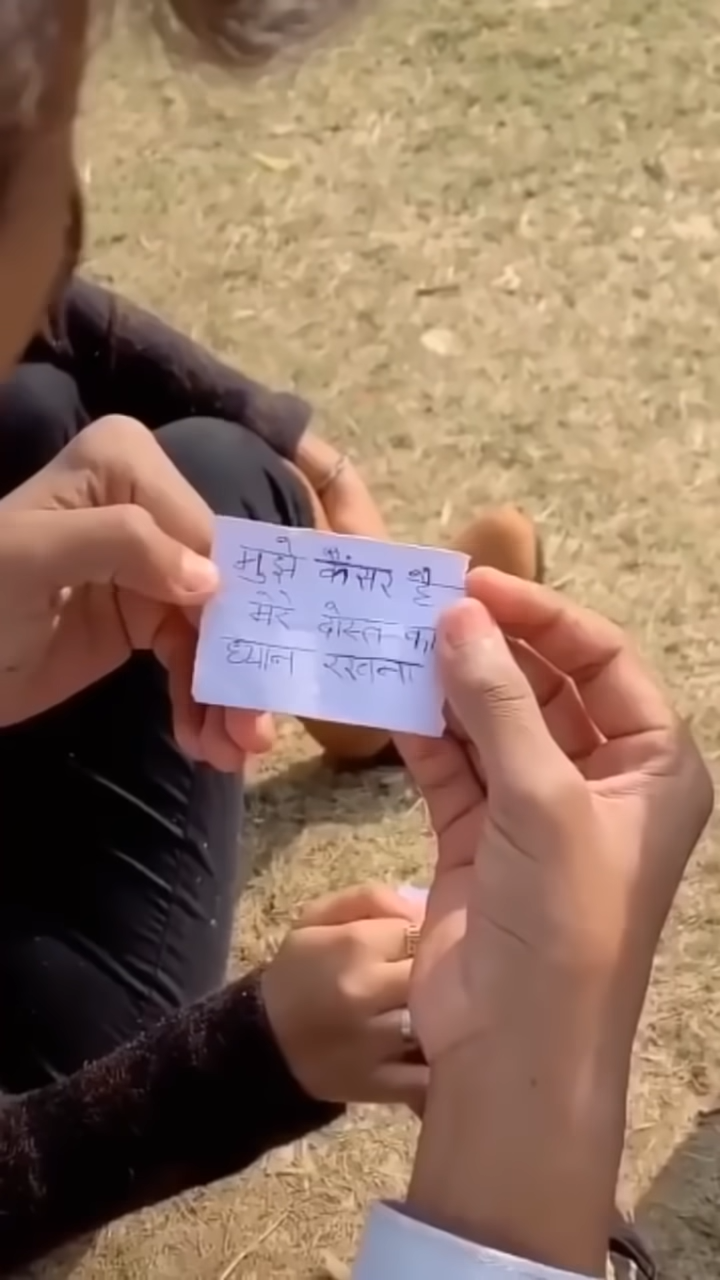 मुझे कैंसर है
मेरे दोस्त का
ध्यान रखना